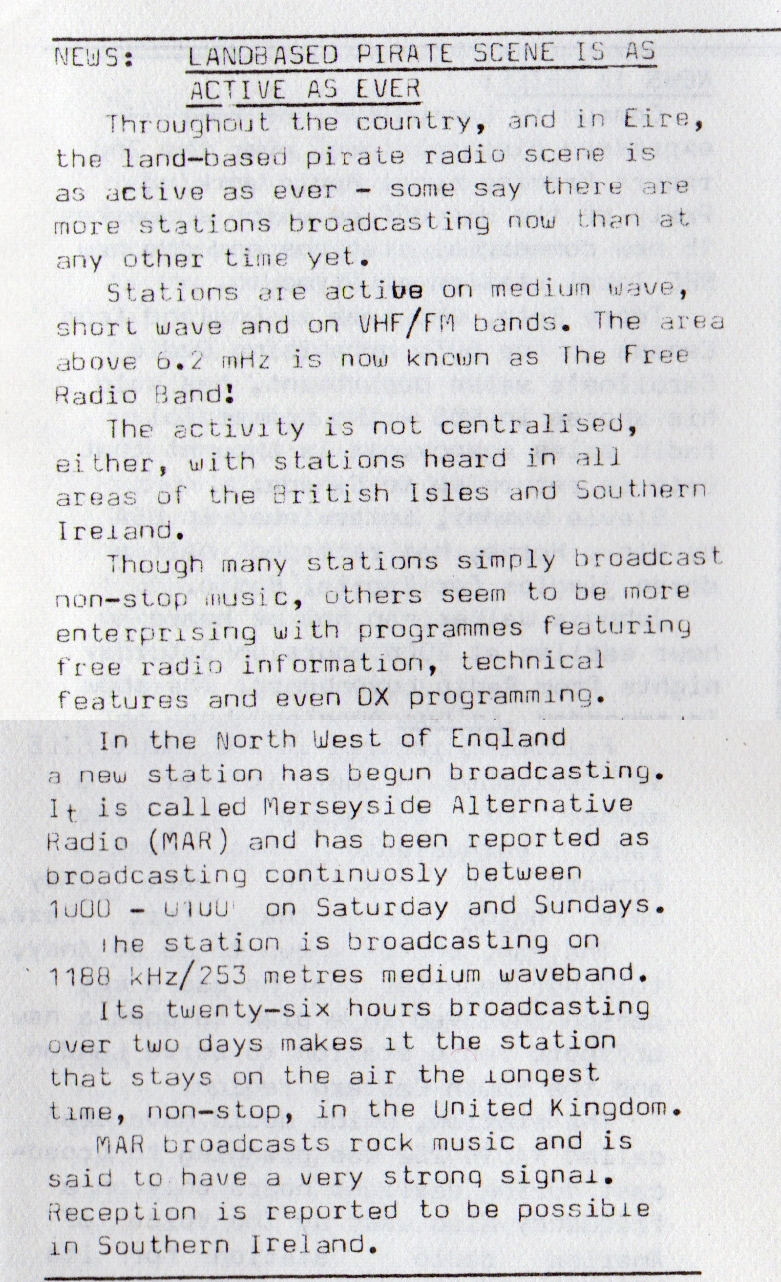 NEWS: LANDBASED PIRATE SCENE IS AS
ACTIVE AS EVER
Throughout the country, and in Eire,
the land-based pirate radio scene is
as active as ever - some say there are
more stations broadcasting now than at
any other time yet.
Stations are active on medium wave,
short wave and on VHF/FM bands. The area
above 6.2 mHz is now known as The Free
Radio Band!
The activity is not centralised,
either, with stations heard in all
areas of the British Isles and Southern
Ireland.
Though many stations simply broadcast
non-stop music, others seem to be more
enterprising with programmes featuring
free radio information, technical
features and even DX programming.
In the North West of England
a new station has begun broadcasting.
It is called Merseyside Alternative
Radio (MAR) and has been reported as
broadcasting continuosly between
- on Saturday and Sundays.
The station is broadcasting on
1188 kHz/253 metres medium waveband.
Its twenty-six hours broadcasting
over two days makes it the station
that stays on the air the longest
time, non-stop, in the United Kingdom.
MAR broadcasts rock music and is
said to have a very strong signal.
Reception is reported to be possible
in Southern Ireland.